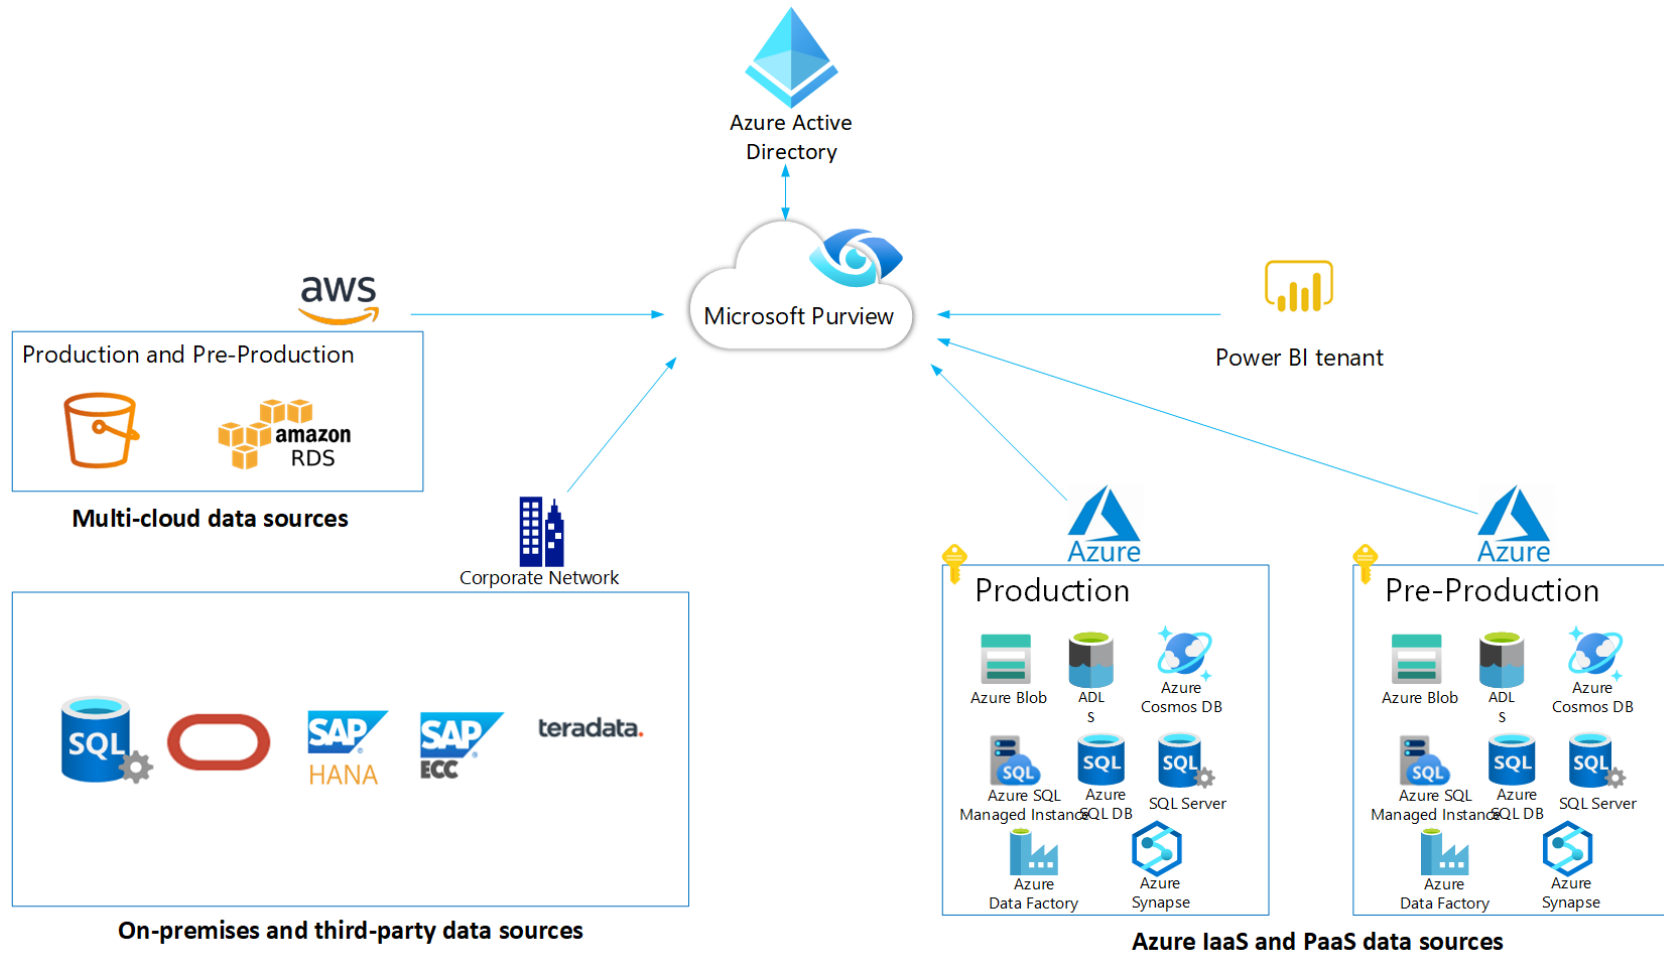 Azure Active
Directory
Microsoft Purview
aws
Production and Pre-Production
amazon
RDS
Multi-cloud data sources
Power BI tenant
Corporate Network
SQL
SAP
HANA
SAP
ECC
teradata.
On-premises and third-party data sources
Azure
Production
Azure Blob
ADL
S
Azure
Cosmos DB
SQL
Azure SQL
Managed Instance
SQL
Azure
SQL DB
SQL
SQL Server
Azure
Data Factory
Azure
Synapse
Azure
Pre-Production
Azure Blob
ADL
S
Azure
Cosmos DB
SQL
Azure SQL
Managed Instance
SQL
Azure
SQL DB
SQL
SQL Server
Azure
Data Factory
Azure
Synapse
Azure IaaS and PaaS data sources